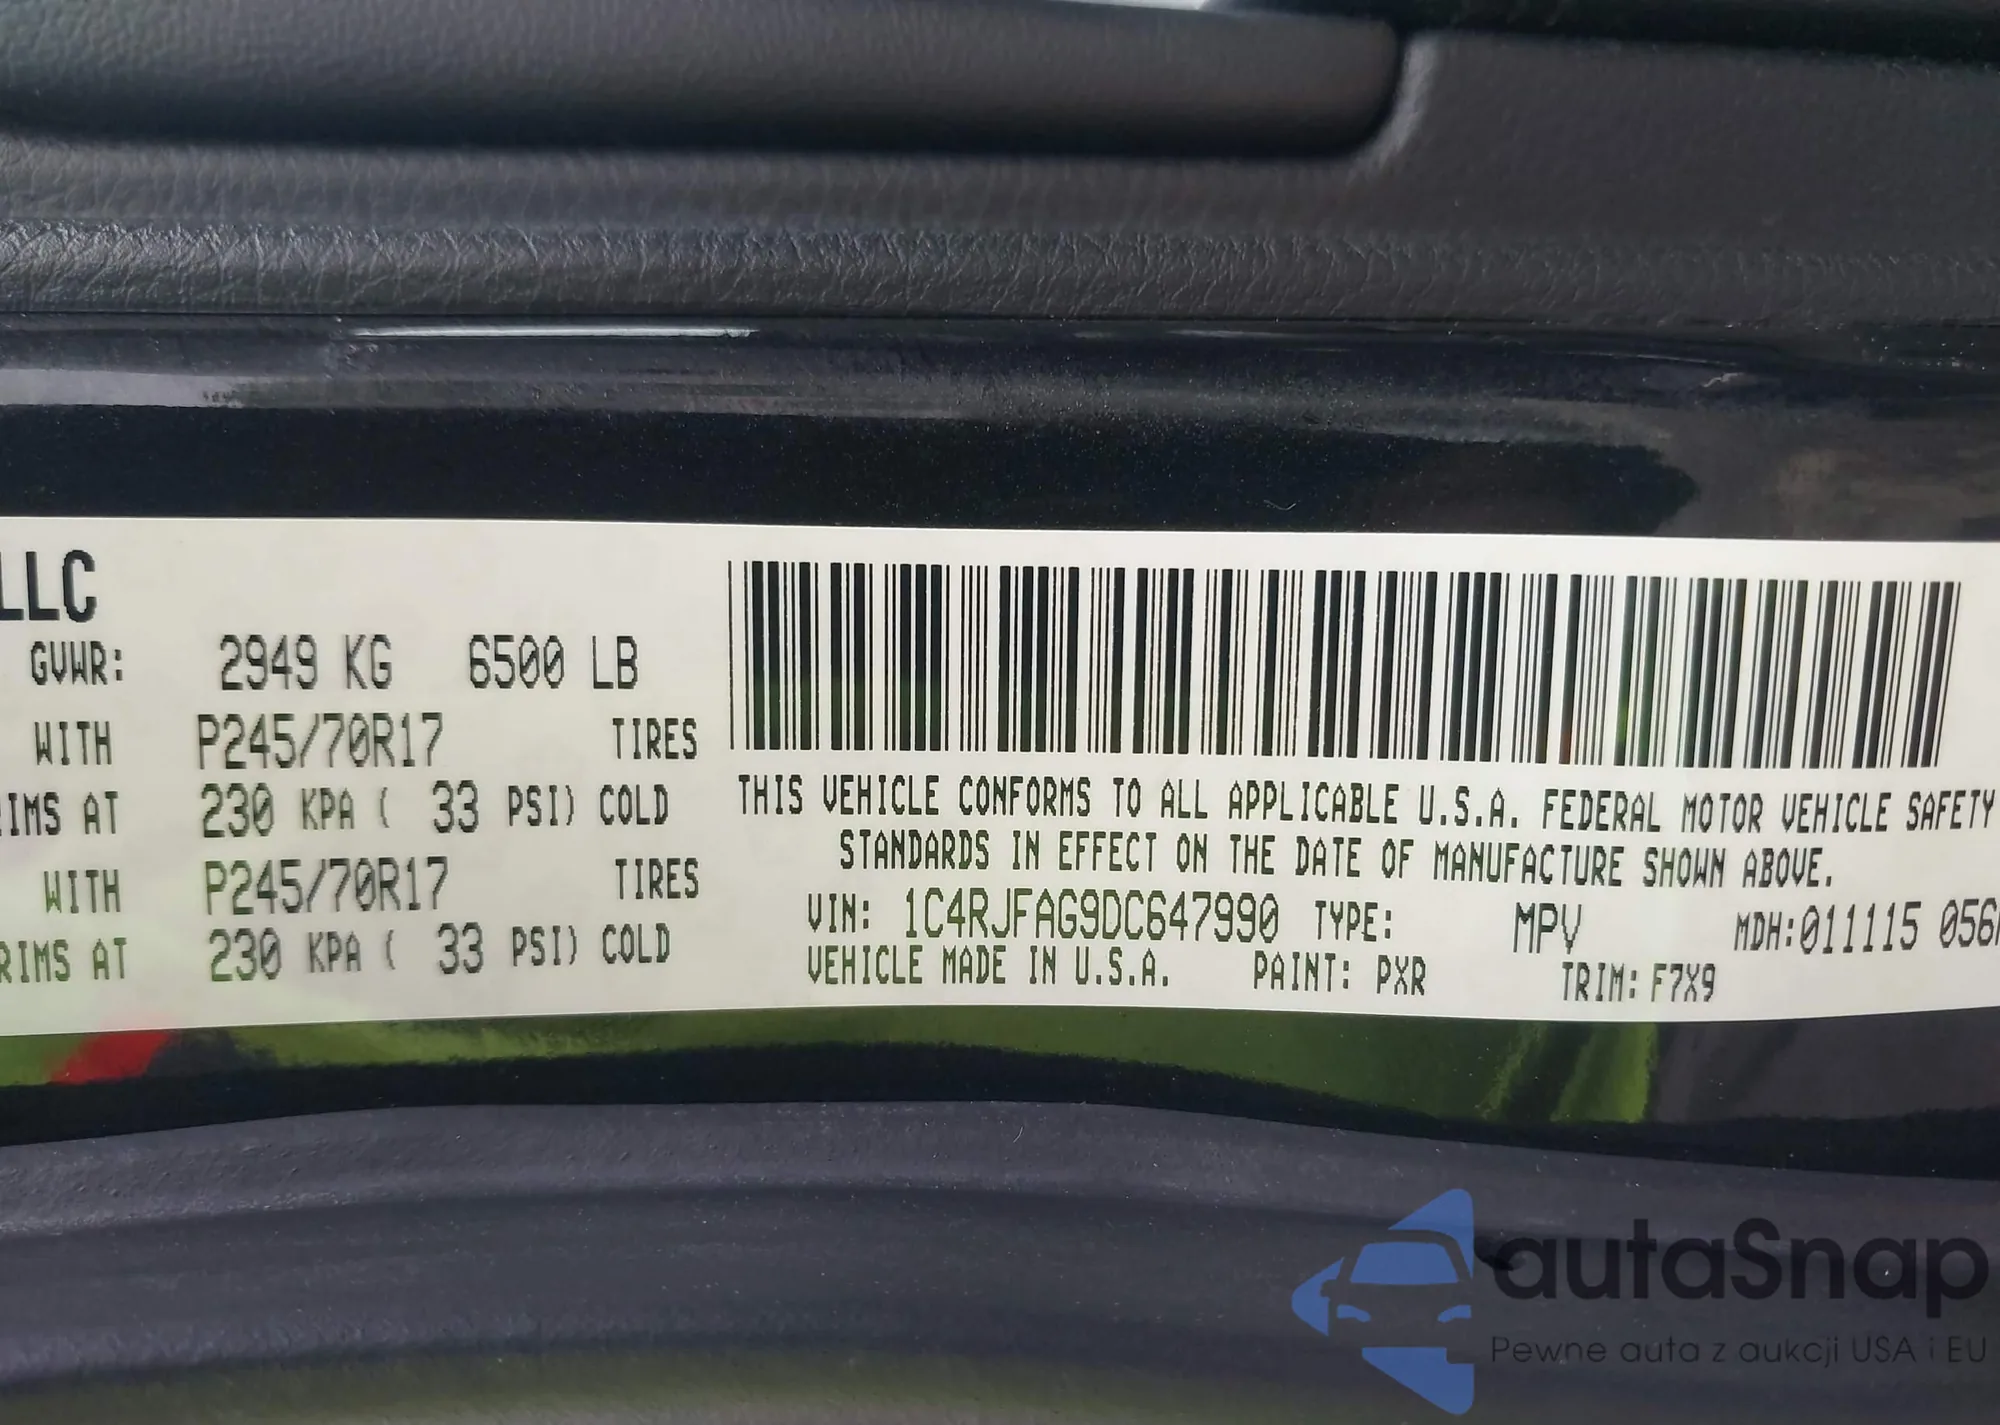 LLC
GVWR: 2949 KG 6500 LB
WITH P245/70R17 TIRES
RIMS AT 230 KPA ( 33 PSI) COLD
WITH P245/70R17 TIRES
RIMS AT 230 KPA ( 33 PSI) COLD
THIS VEHICLE CONFORMS TO ALL APPLICABLE U.S.A. FEDERAL MOTOR VEHICLE SAFETY
STANDARDS IN EFFECT ON THE DATE OF MANUFACTURE SHOWN ABOVE.
VIN: 1C4RJFAG9DC647990 TYPE: MPV MDH:011115 056
VEHICLE MADE IN U.S.A. PAINT: PXR TRIM: F7X9
autaSnap
Pewne auta z aukcji USA i EU